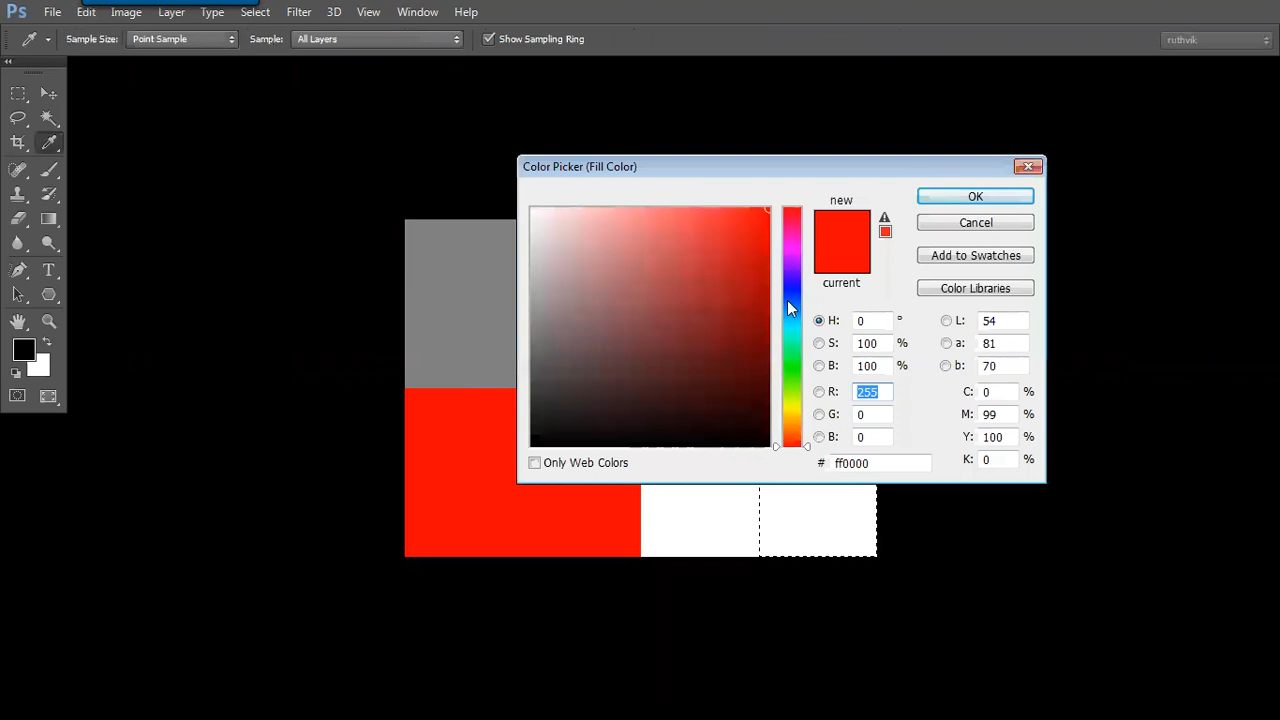 Ps File Edit Image Layer Type Select Filter 3D View Window Help
Sample Size: Point Sample Sample: All Layers Show Sampling Ring ruthvik
Color Picker (Fill Color)
new
OK
Cancel
Add to Swatches
current
Color Libraries
H: 0 ° L: 54
S: 100 % a: 81
B: 100 % b: 70
R: 255 C: 0 %
G: 0 M: 99 %
B: 0 Y: 100 %
Only Web Colors # ff0000 K: 0 %